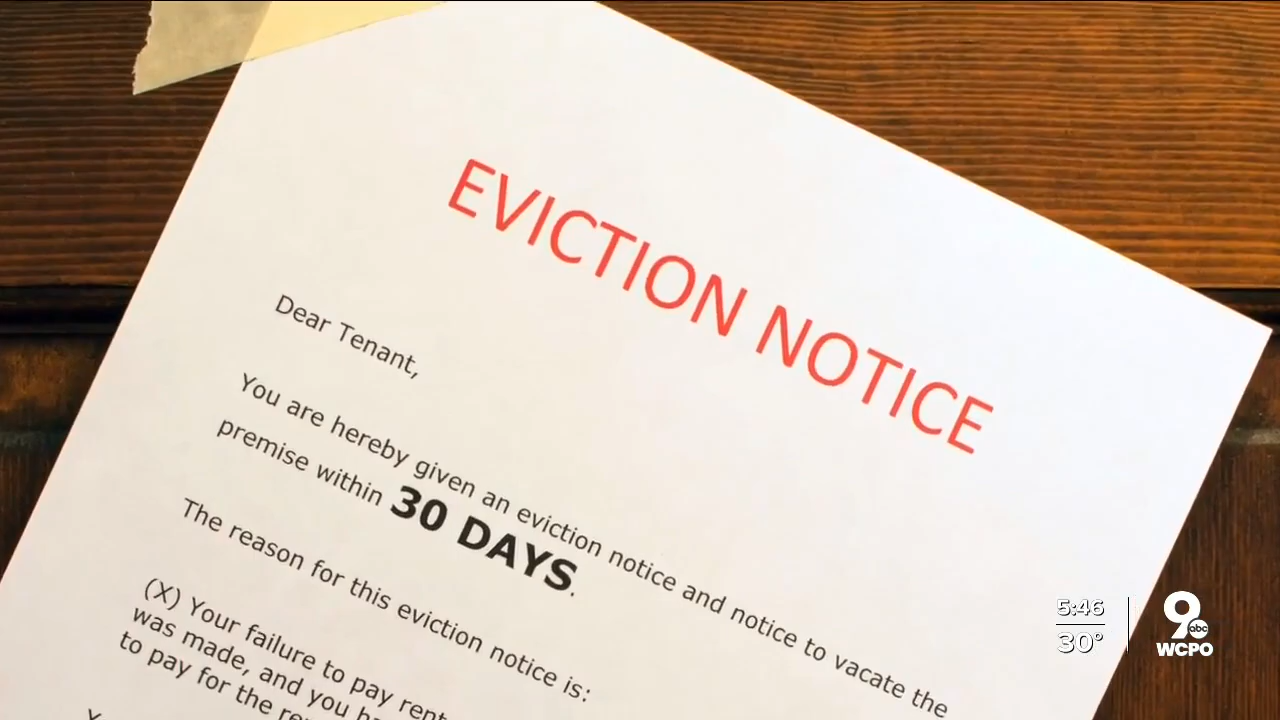 EVICTION NOTICE
Dear Tenant,
You are hereby given an eviction notice and notice to vacate the
premise within 30 DAYS.
The reason for this eviction notice is:
(X) Your failure to pay rent
was made, and you
to pay for the
5:46
30°
9
abc
WCPO